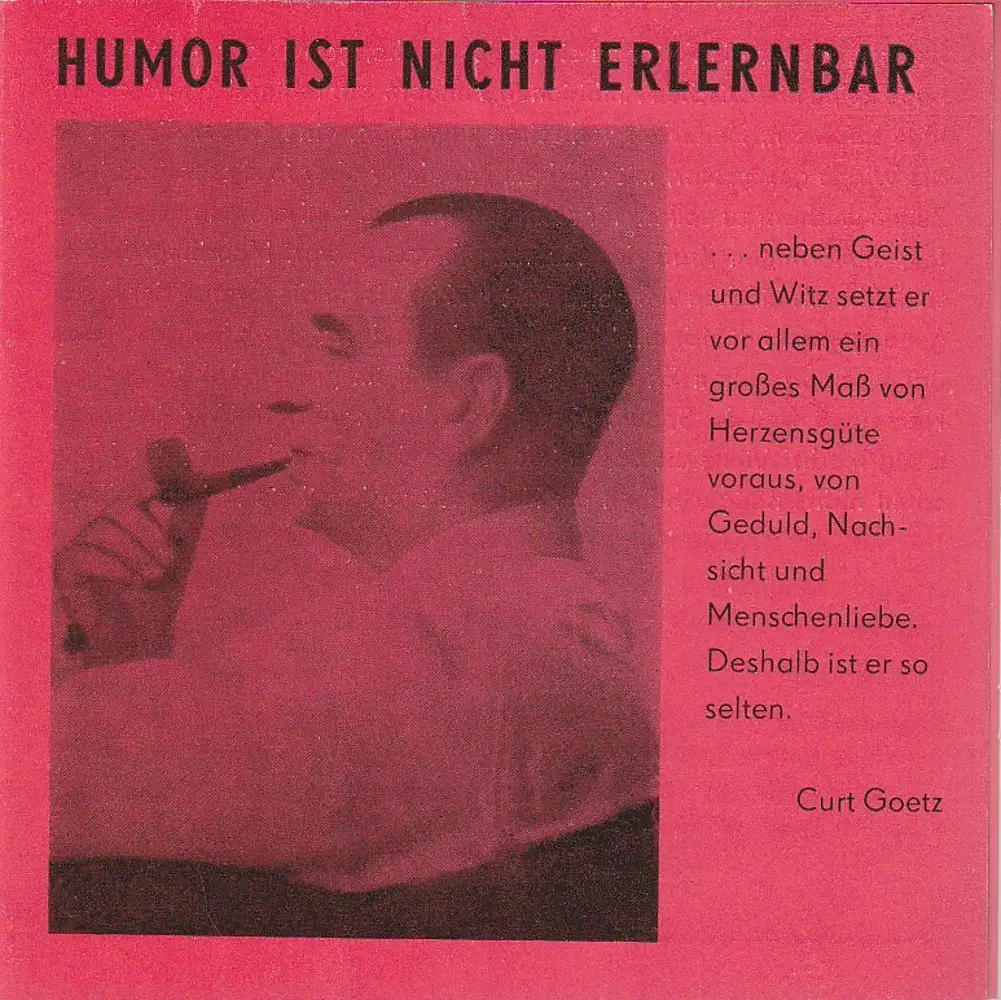 HUMOR IST NICHT ERLERNBAR
. . . neben Geist
und Witz setzt er
vor allem ein
großes Maß von
Herzensgüte
voraus, von
Geduld, Nach-
sicht und
Menschenliebe.
Deshalb ist er so
selten.
Curt Goetz